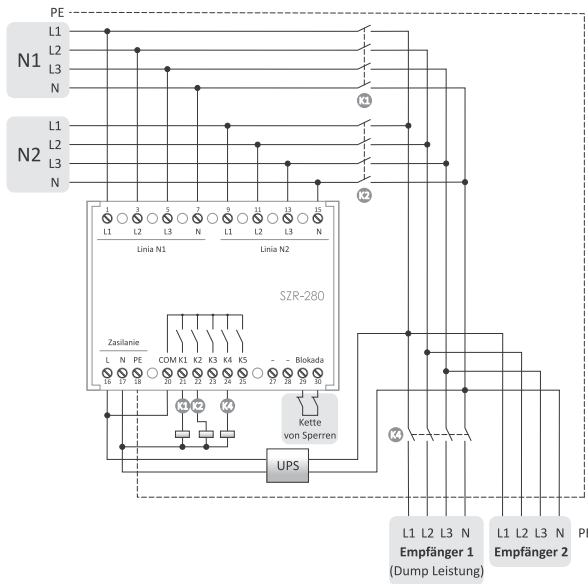 PE
N1
L1
L2
L3
N
K1
N2
L1
L2
L3
N
K2
1 3 5 7 9 11 13 15
L1 L2 L3 N L1 L2 L3 N
Linia N1 Linia N2
SZR-280
Zasilanie
L N PE COM K1 K2 K3 K4 K5 – – Blokada
16 17 18 20 21 22 23 24 25 27 28 29 30
K1 K2 K4
Kette
von Sperren
K4
UPS
L1 L2 L3 N L1 L2 L3 N
Empfänger 1 Empfänger 2
(Dump Leistung)